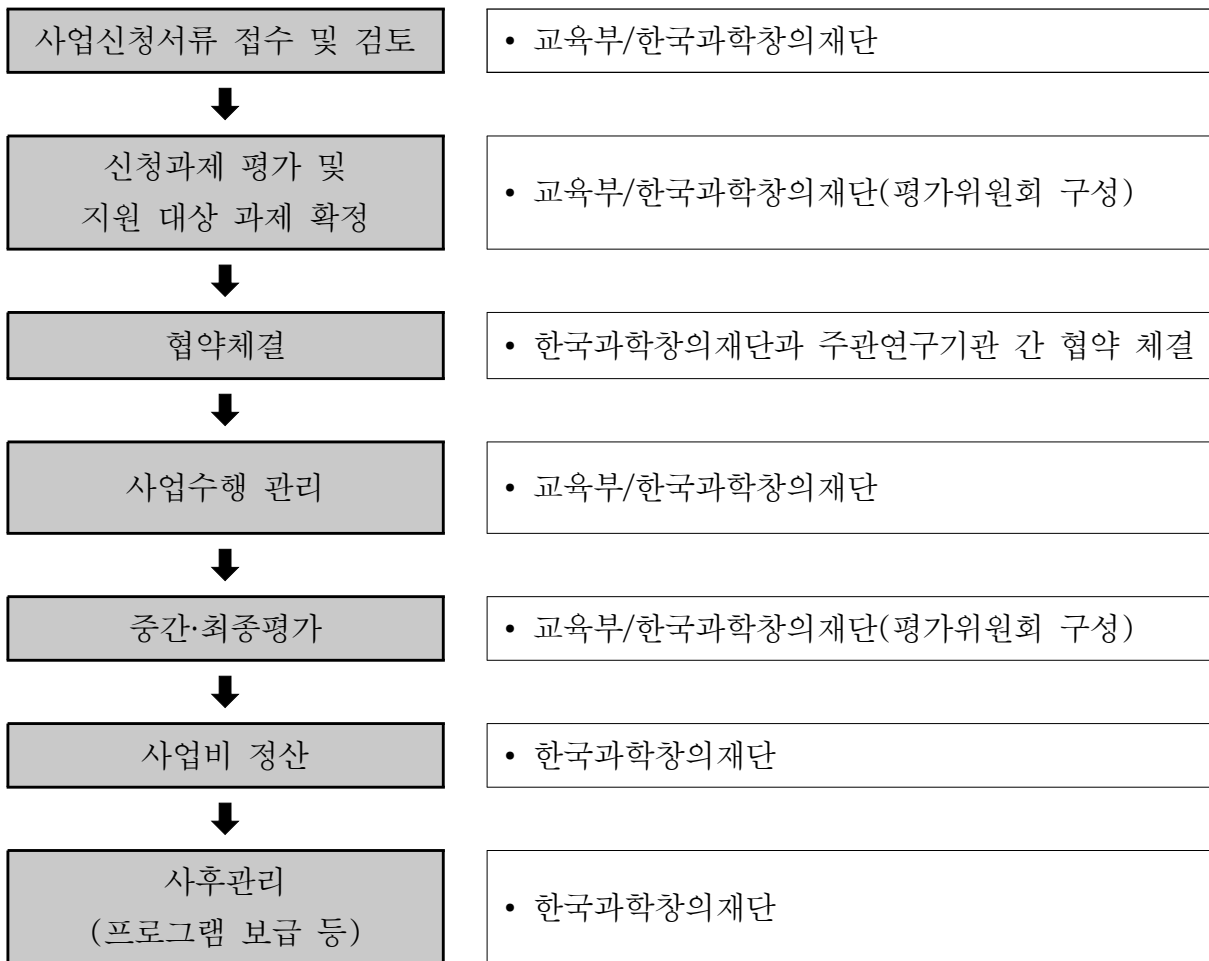 사업신청서류 접수 및 검토
• 교육부/한국과학창의재단
신청과제 평가 및
지원 대상 과제 확정
• 교육부/한국과학창의재단(평가위원회 구성)
협약체결
• 한국과학창의재단과 주관연구기관 간 협약 체결
사업수행 관리
• 교육부/한국과학창의재단
중간·최종평가
• 교육부/한국과학창의재단(평가위원회 구성)
사업비 정산
• 한국과학창의재단
사후관리
(프로그램 보급 등)
• 한국과학창의재단